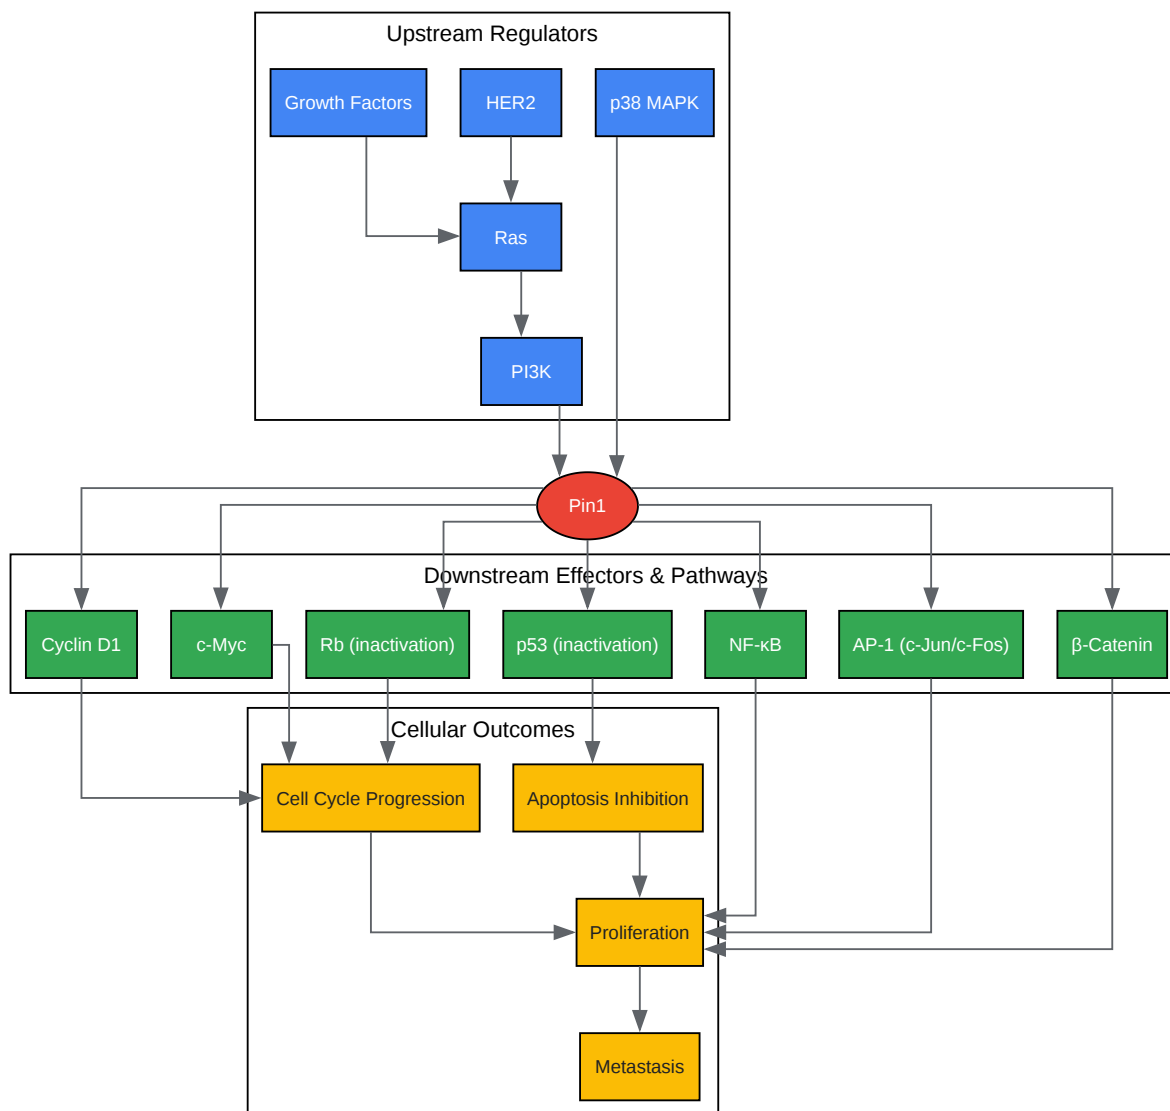 Upstream Regulators
Growth Factors
HER2
p38 MAPK
Ras
PI3K
Pin1
Downstream Effectors & Pathways
Cyclin D1
c-Myc
Rb (inactivation)
p53 (inactivation)
NF-κB
AP-1 (c-Jun/c-Fos)
β-Catenin
Cellular Outcomes
Cell Cycle Progression
Apoptosis Inhibition
Proliferation
Metastasis